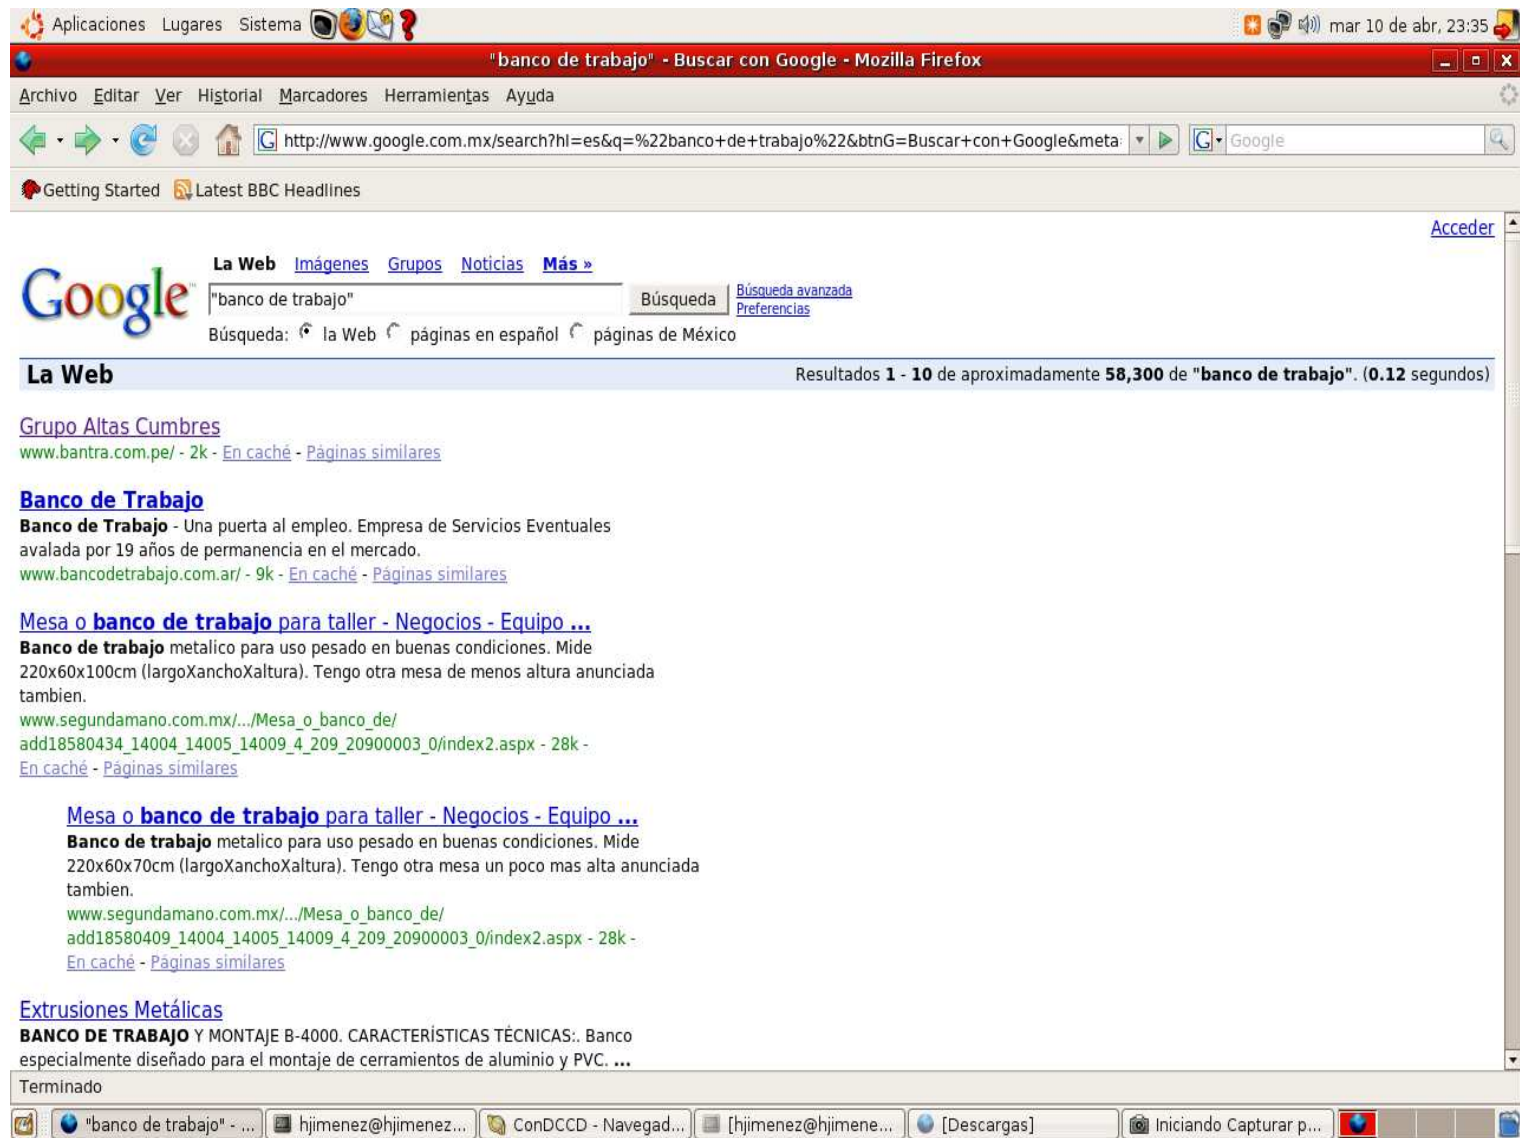 Aplicaciones Lugares Sistema mar 10 de abr, 23:35
"banco de trabajo" - Buscar con Google - Mozilla Firefox
Archivo Editar Ver Historial Marcadores Herramientas Ayuda
http://www.google.com.mx/search?hl=es&q=%22banco+de+trabajo%22&btnG=Buscar+con+Google&meta= G Google
Getting Started Latest BBC Headlines
Acceder
La Web Imágenes Grupos Noticias Más »
Google "banco de trabajo" Búsqueda Búsqueda avanzada
Preferencias
Búsqueda: la Web páginas en español páginas de México
La Web Resultados 1 - 10 de aproximadamente 58,300 de "banco de trabajo". (0.12 segundos)
Grupo Altas Cumbres
www.bantra.com.pe/ - 2k - En caché - Páginas similares
Banco de Trabajo
Banco de Trabajo - Una puerta al empleo. Empresa de Servicios Eventuales
avalada por 19 años de permanencia en el mercado.
www.bancodetrabajo.com.ar/ - 9k - En caché - Páginas similares
Mesa o banco de trabajo para taller - Negocios - Equipo ...
Banco de trabajo metalico para uso pesado en buenas condiciones. Mide
220x60x100cm (largoXanchoXaltura). Tengo otra mesa de menos altura anunciada
tambien.
www.segundamano.com.mx/.../Mesa_o_banco_de/
add18580434_14004_14005_14009_4_209_20900003_0/index2.aspx - 28k -
En caché - Páginas similares
Mesa o banco de trabajo para taller - Negocios - Equipo ...
Banco de trabajo metalico para uso pesado en buenas condiciones. Mide
220x60x70cm (largoXanchoXaltura). Tengo otra mesa un poco mas alta anunciada
tambien.
www.segundamano.com.mx/.../Mesa_o_banco_de/
add18580409_14004_14005_14009_4_209_20900003_0/index2.aspx - 28k -
En caché - Páginas similares
Extrusiones Metálicas
BANCO DE TRABAJO Y MONTAJE B-4000. CARACTERÍSTICAS TÉCNICAS:. Banco
especialmente diseñado para el montaje de cerramientos de aluminio y PVC. ...
Terminado
"banco de trabajo" - ... hjimenez@hjimenez... ConDCCD - Navegad... [hjimenez@hjimene... [Descargas] Iniciando Capturar p...